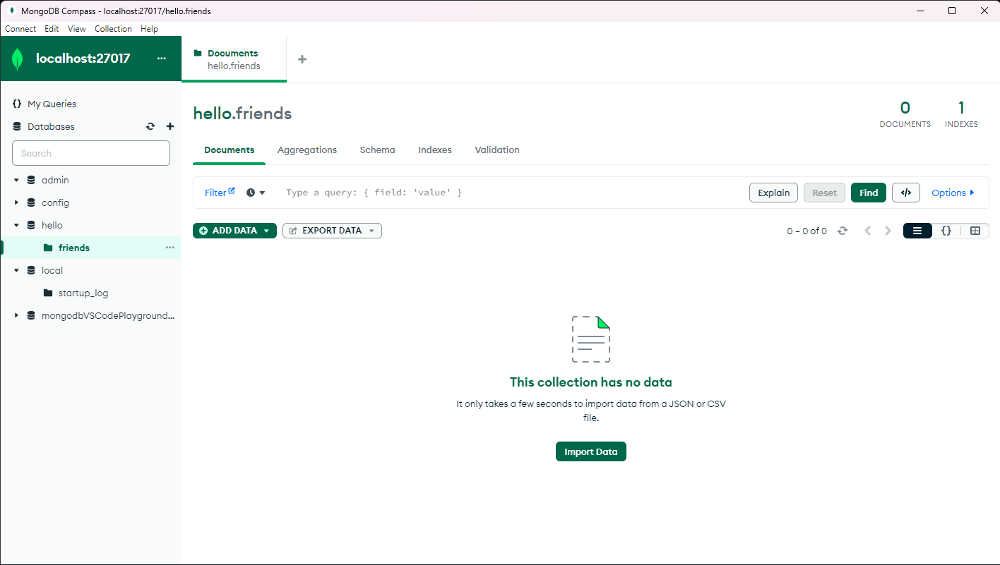 MongoDB Compass - localhost:27017/hello.friends
Connect Edit View Collection Help
localhost:27017
My Queries
Databases
Search
admin
config
hello
friends
local
startup_log
mongodbVSCodePlayground...
Documents
hello.friends
hello.friends
0
DOCUMENTS
1
INDEXES
Documents Aggregations Schema Indexes Validation
Filter Type a query: { field: 'value' } Explain Reset Find </> Options
ADD DATA EXPORT DATA 0 – 0 of 0 {}
This collection has no data
It only takes a few seconds to import data from a JSON or CSV
file.
Import Data